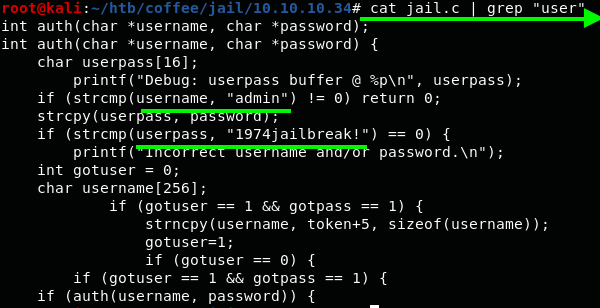 root@kali:~/htb/coffee/jail/10.10.10.34# cat jail.c | grep "user"
int auth(char *username, char *password);
int auth(char *username, char *password) {
    char userpass[16];
        printf("Debug: userpass buffer @ %p\n", userpass);
    if (strcmp(username, "admin") != 0) return 0;
    strcpy(userpass, password);
    if (strcmp(userpass, "1974jailbreak!") == 0) {
        printf("Incorrect username and/or password.\n");
    int gotuser = 0;
    char username[256];
            if (gotuser == 1 && gotpass == 1) {
                strncpy(username, token+5, sizeof(username));
                gotuser=1;
                if (gotuser == 0) {
        if (gotuser == 1 && gotpass == 1) {
    if (auth(username, password)) {